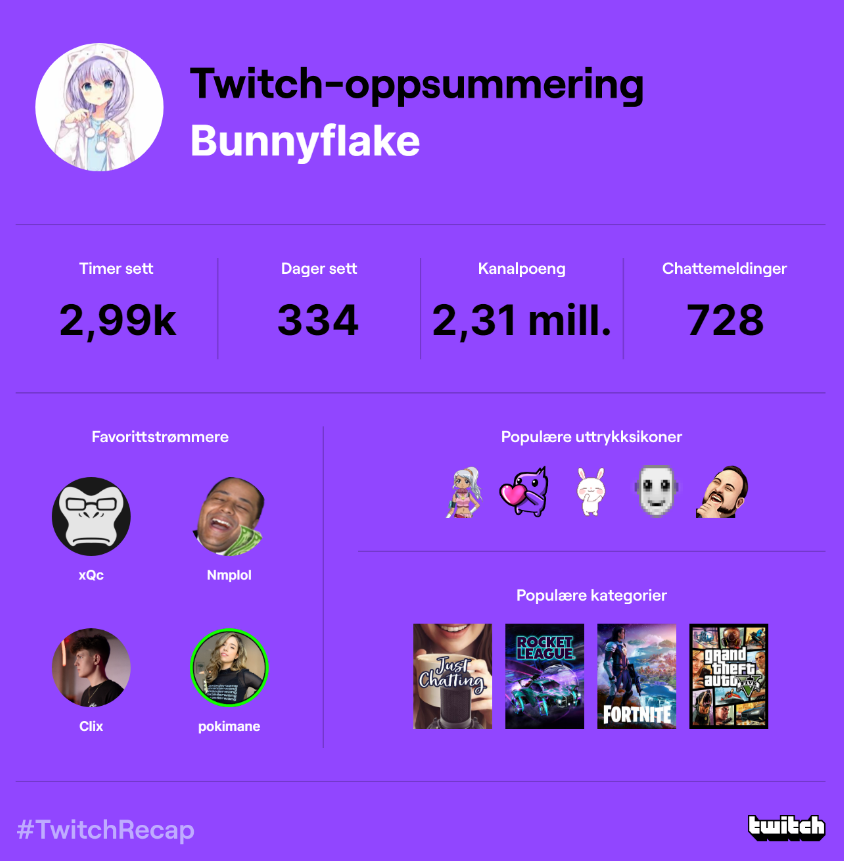 Twitch-oppsummering
Bunnyflake
Timer sett
2,99k
Dager sett
334
Kanalpoeng
2,31 mill.
Chattemeldinger
728
Favorittstrømmere
xQc
Nmplol
Clix
pokimane
Populære uttrykksikoner
Populære kategorier
Just
Chatting
ROCKET
LEAGUE
FORTNITE
grand
theft
auto
V
#TwitchRecap
twitch